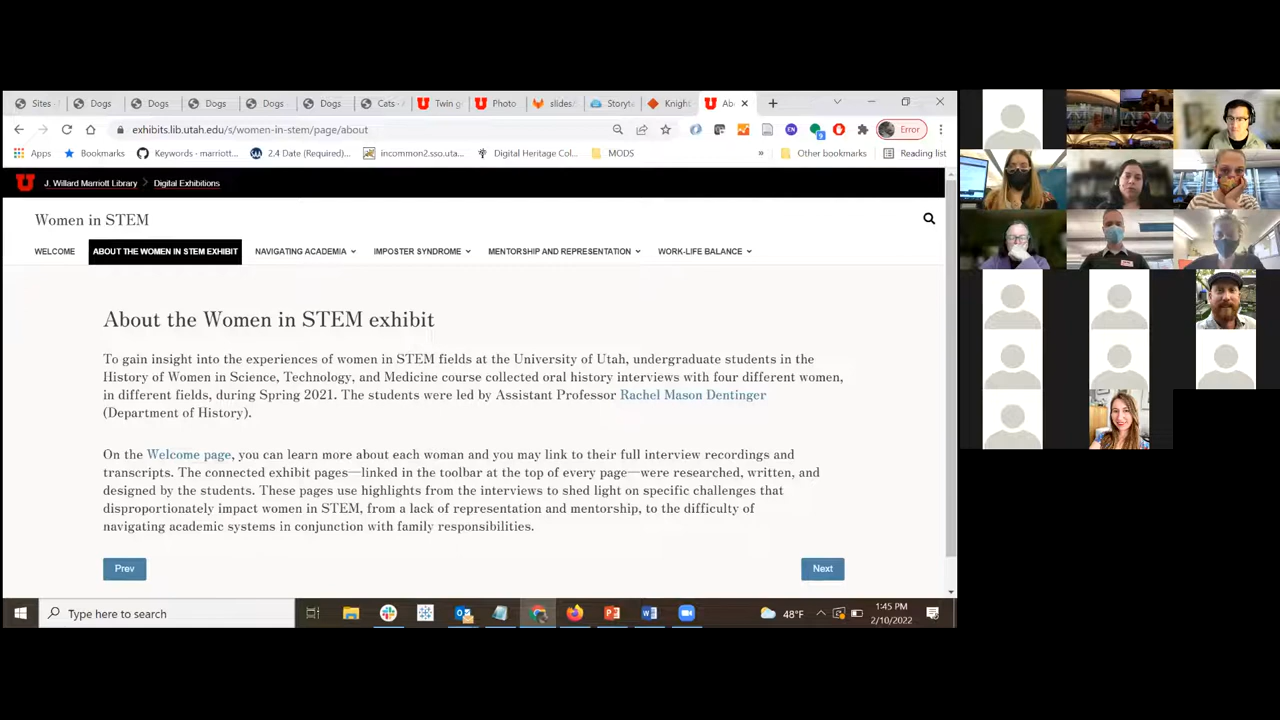 Sites
Dogs
Dogs
Dogs
Dogs
Dogs
Cats
Twin
Photo
slides
Knigh
exhibits.lib.utah.edu/s/women-in-stem/page/about
EN
Error
Apps
Bookmarks
Keywords - marriott...
2.4 Date (Required)...
incommon2.sso.uta...
Digital Heritage Col...
MODS
»
Other bookmarks
Reading list
J. Willard Marriott Library
Digital Exhibitions
Women in STEM
WELCOME
ABOUT THE WOMEN IN STEM EXHIBIT
NAVIGATING ACADEMIA
IMPOSTER SYNDROME
MENTORSHIP AND REPRESENTATION
WORK-LIFE BALANCE
About the Women in STEM exhibit
To gain insight into the experiences of women in STEM fields at the University of Utah, undergraduate students in the
History of Women in Science, Technology, and Medicine course collected oral history interviews with four different women,
in different fields, during Spring 2021. The students were led by Assistant Professor Rachel Mason Dentinger
(Department of History).
On the Welcome page, you can learn more about each woman and you may link to their full interview recordings and
transcripts. The connected exhibit pages—linked in the toolbar at the top of every page—were researched, written, and
designed by the students. These pages use highlights from the interviews to shed light on specific challenges that
disproportionately impact women in STEM, from a lack of representation and mentorship, to the difficulty of
navigating academic systems in conjunction with family responsibilities.
Prev
Next
Type here to search
48°F
1:45 PM
2/10/2022